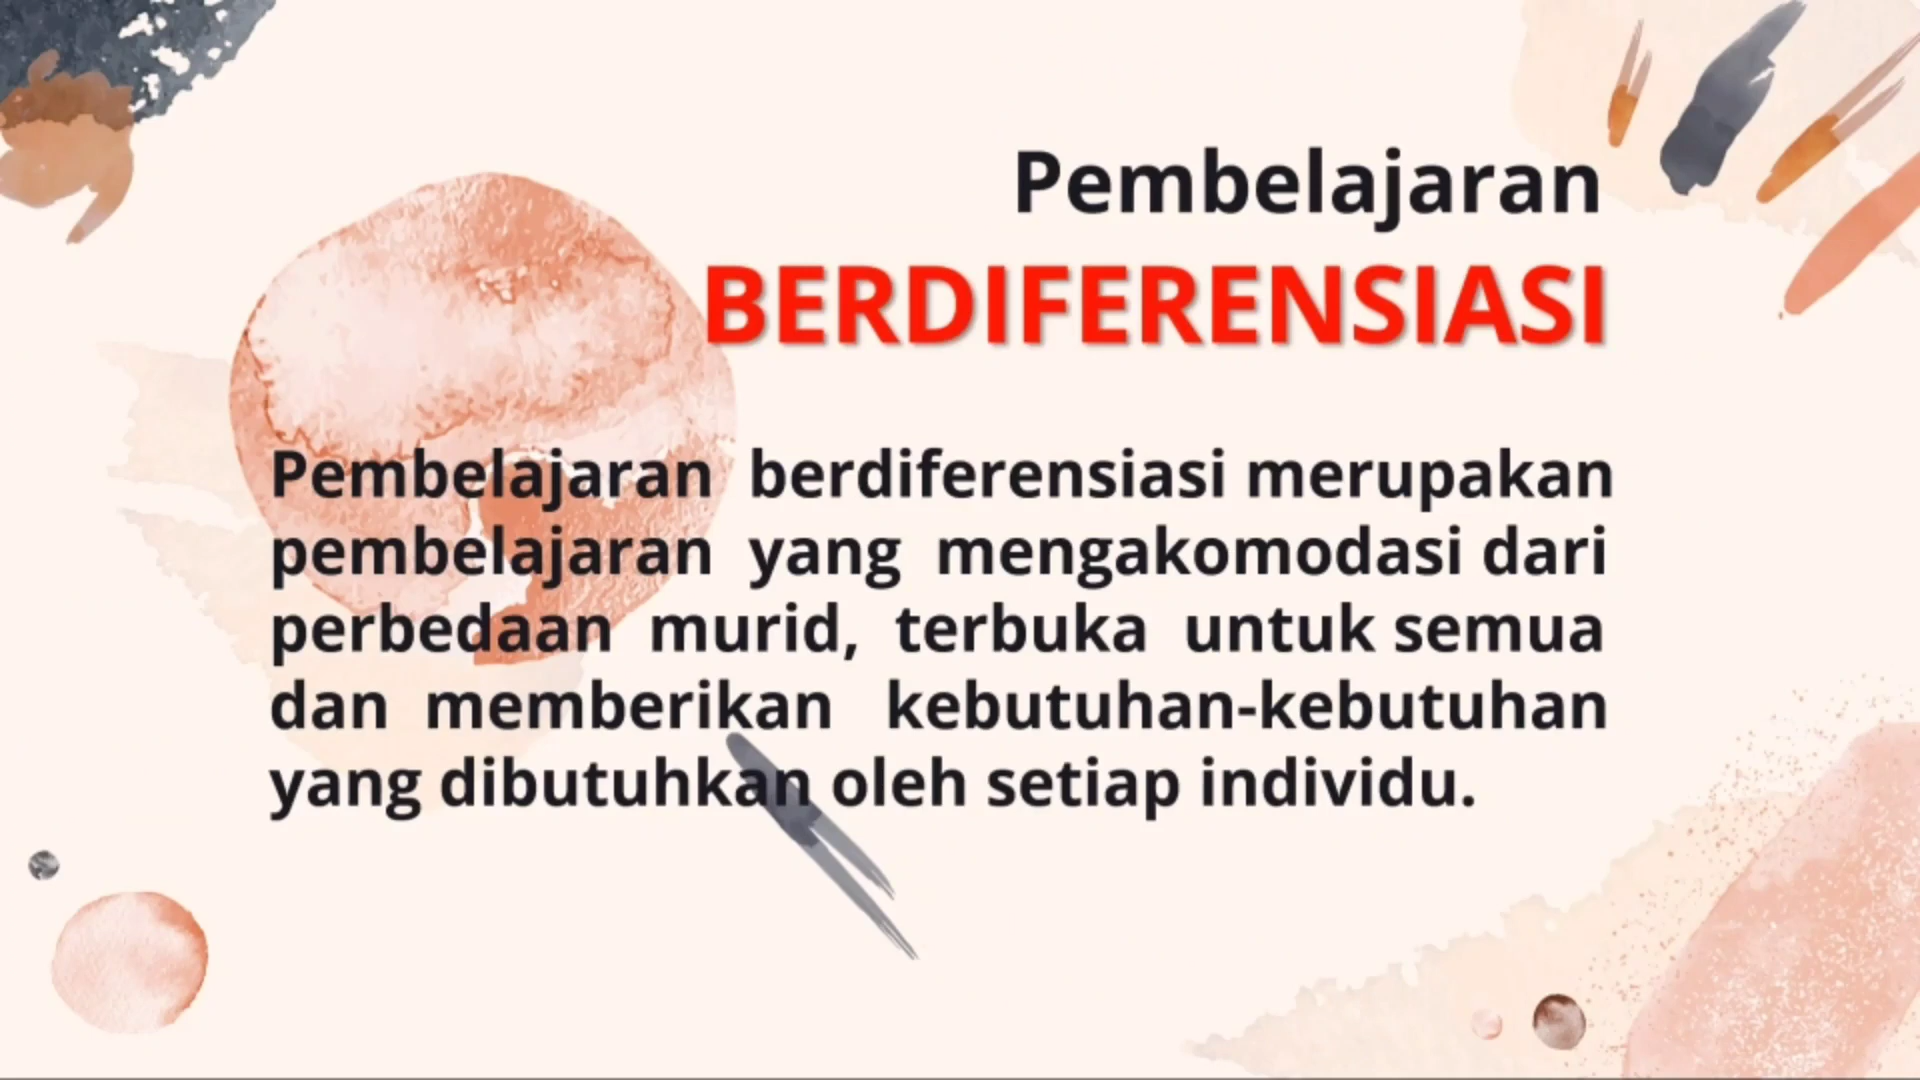 Pembelajaran
BERDIFERENSIASI
Pembelajaran berdiferensiasi merupakan
pembelajaran yang mengakomodasi dari
perbedaan murid, terbuka untuk semua
dan memberikan kebutuhan-kebutuhan
yang dibutuhkan oleh setiap individu.